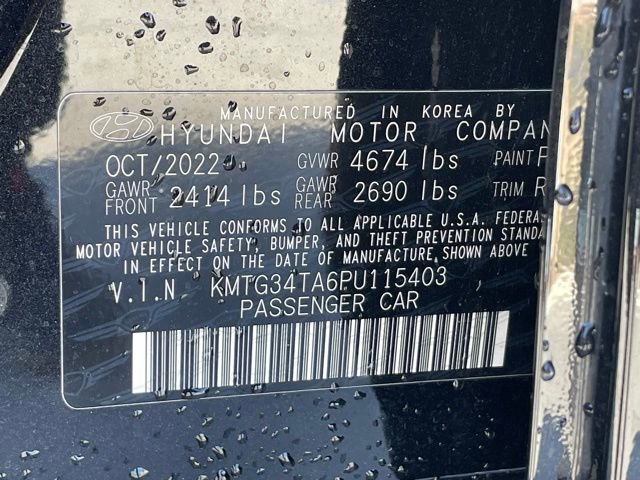 MANUFACTURED IN KOREA BY
HYUNDAI MOTOR COMPAN
OCT/2022 GVWR 4674 lbs PAINT
GAWR FRONT 2414 lbs GAWR REAR 2690 lbs TRIM R
THIS VEHICLE CONFORMS TO ALL APPLICABLE U.S.A. FEDERA
MOTOR VEHICLE SAFETY, BUMPER, AND THEFT PREVENTION STANDA
IN EFFECT ON THE DATE OF MANUFACTURE SHOWN ABOVE
V.I.N KMTG34TA6PU115403
PASSENGER CAR